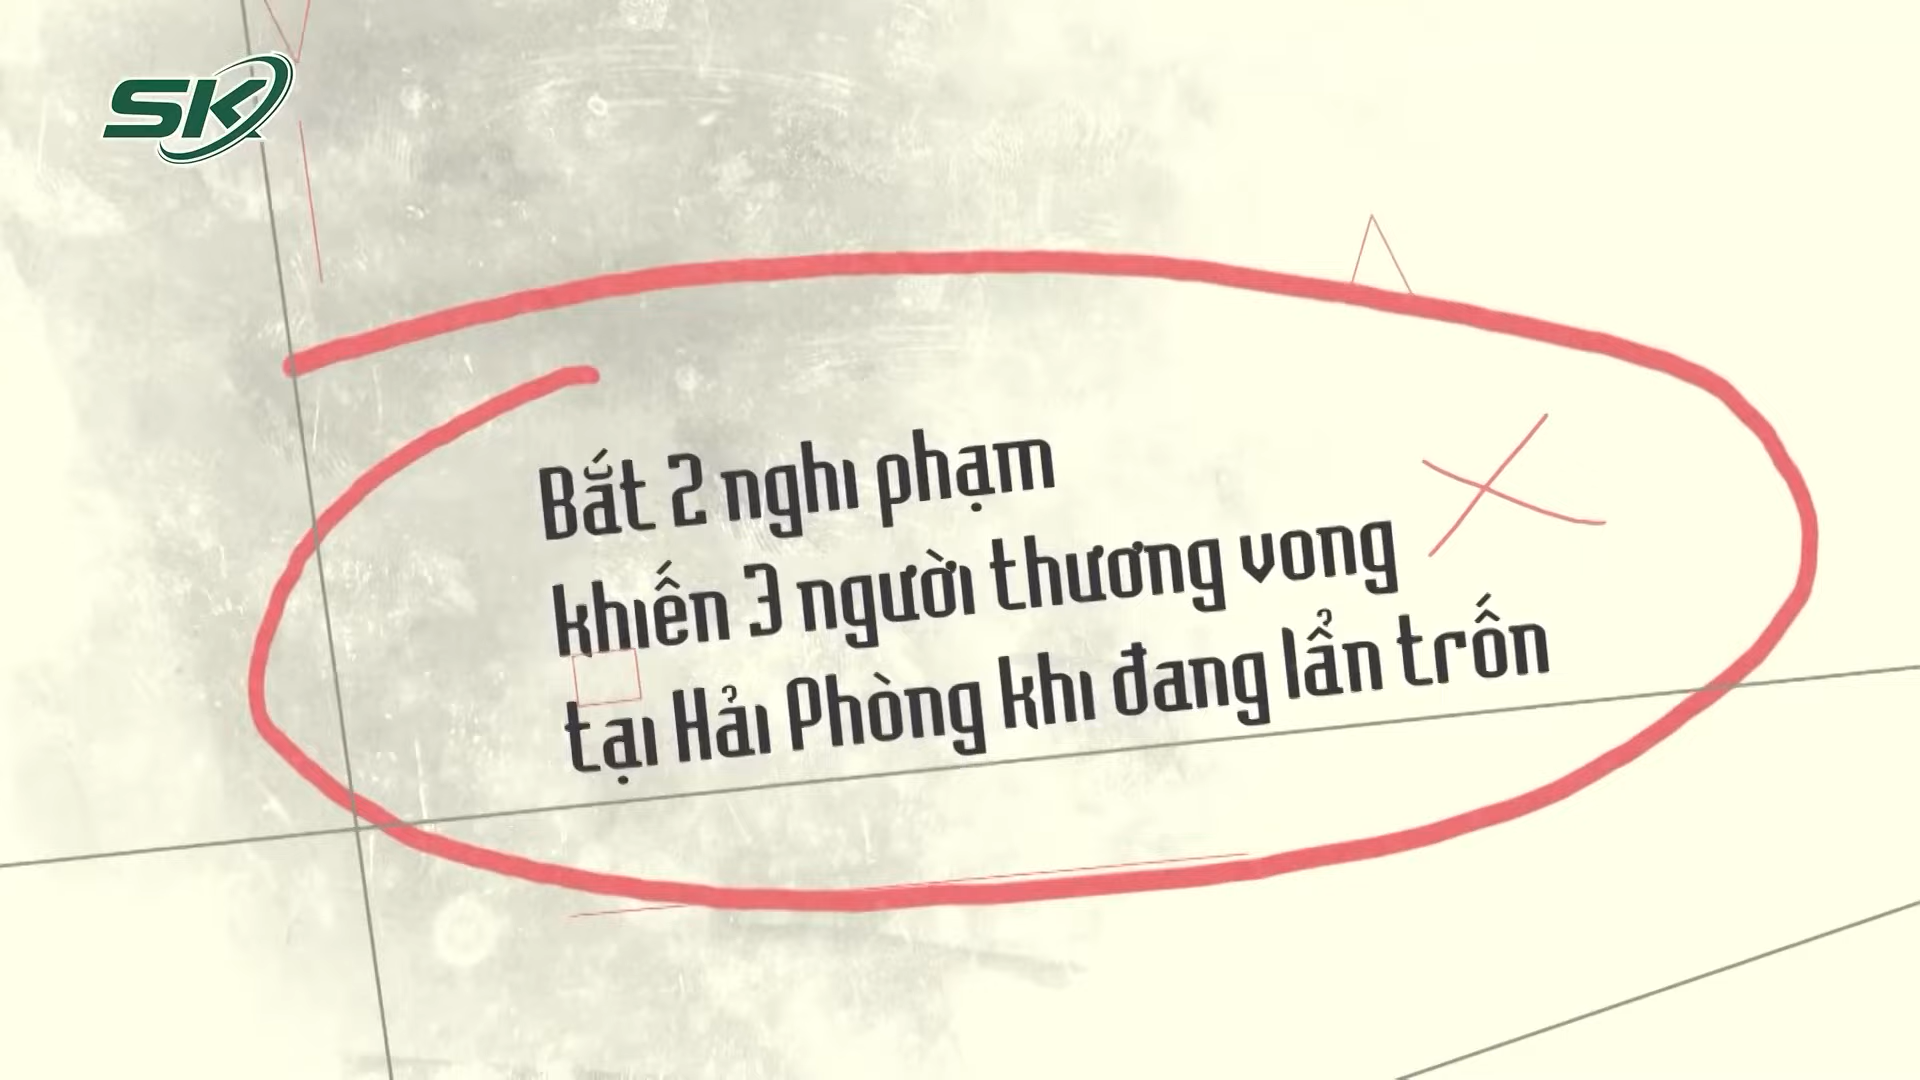 SK
Bắt 2 nghi phạm
khiến 3 người thương vong
tại Hải Phòng khi đang lẩn trốn